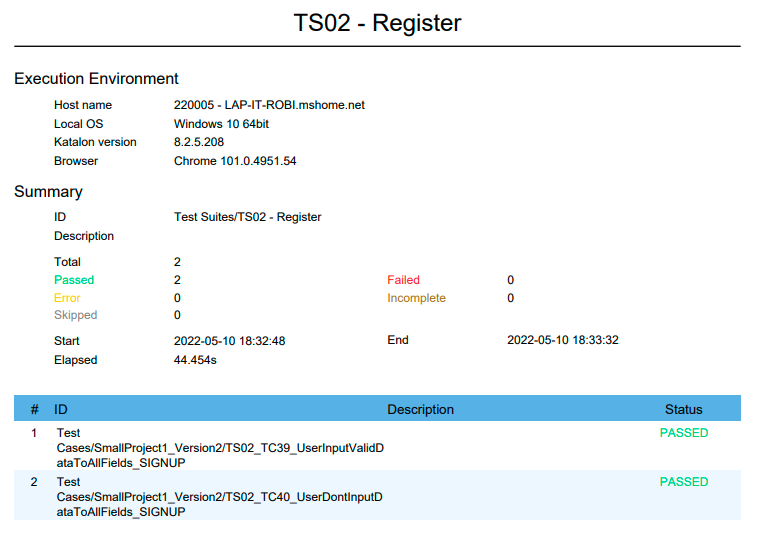 TS02 - Register
Execution Environment
Host name 220005 - LAP-IT-ROBI.mshome.net
Local OS Windows 10 64bit
Katalon version 8.2.5.208
Browser Chrome 101.0.4951.54
Summary
ID Test Suites/TS02 - Register
Description
Total 2
Passed 2 Failed 0
Error 0 Incomplete 0
Skipped 0
Start 2022-05-10 18:32:48 End 2022-05-10 18:33:32
Elapsed 44.454s
# ID Description Status
1 Test PASSED
Cases/SmallProject1_Version2/TS02_TC39_UserInputValidD
ataToAllFields_SIGNUP
2 Test PASSED
Cases/SmallProject1_Version2/TS02_TC40_UserDontInputD
ataToAllFields_SIGNUP